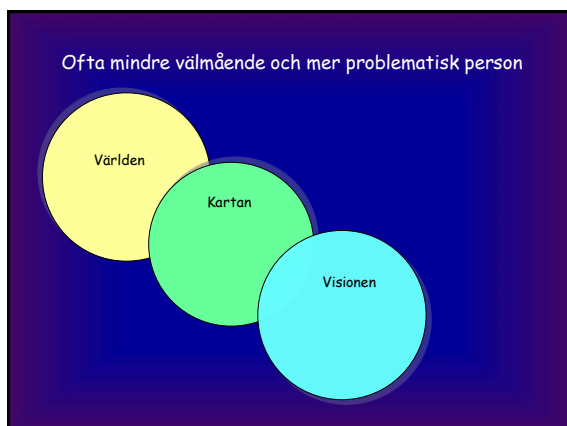 Ofta mindre välmående och mer problematisk person
Världen
Kartan
Visionen